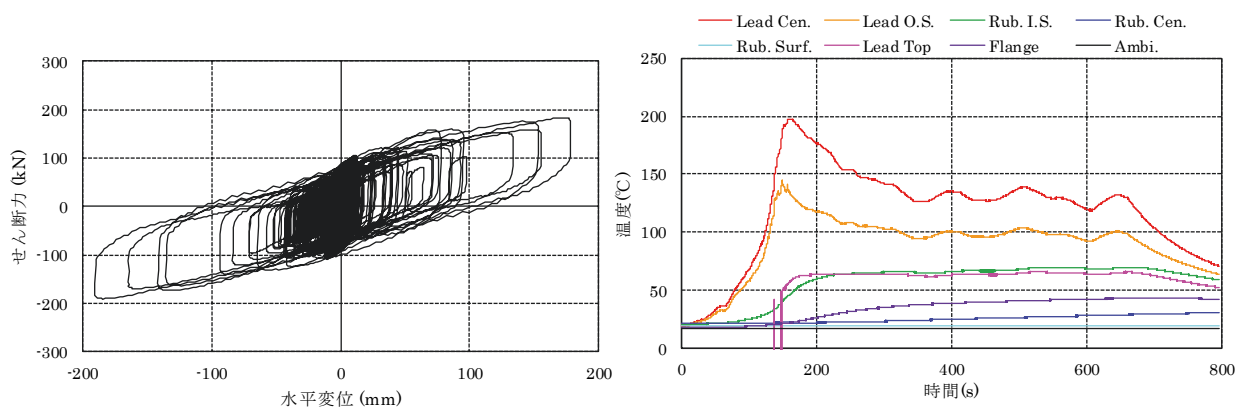 300
200
100
0
-100
-200
-300
せん断力 (kN)
-200 -100 0 100 200
水平変位 (mm)
Lead Cen. Lead O.S. Rub. I.S. Rub. Cen.
Rub. Surf. Lead Top Flange Ambi.
250
200
150
100
50
0
温度(℃)
0 200 400 600 800
時間(s)